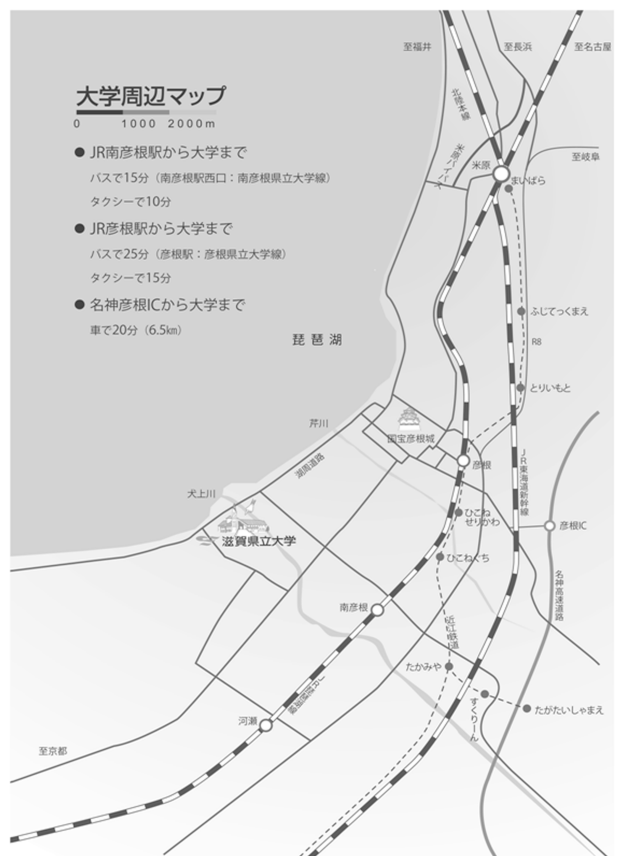 至福井
至長浜
至名古屋
大学周辺マップ
0 1000 2000m
● JR南彦根駅から大学まで
バスで15分（南彦根駅西口：南彦根県立大学線）
タクシーで10分
● JR彦根駅から大学まで
バスで25分（彦根駅：彦根県立大学線）
タクシーで15分
● 名神彦根ICから大学まで
車で20分（6.5km）
北陸本線
米原バイパス
米原
至岐阜
まいばら
ふじてっくまえ
琵琶湖
R8
とりいもと
芹川
国宝彦根城
湖周道路
彦根
JR東海道新幹線
犬上川
ひこね
せりかわ
彦根IC
滋賀県立大学
ひこねぐち
名神高速道路
南彦根
近江鉄道
たかみや
JR琵琶湖線
すくりーん
たがたいしゃまえ
河瀬
至京都